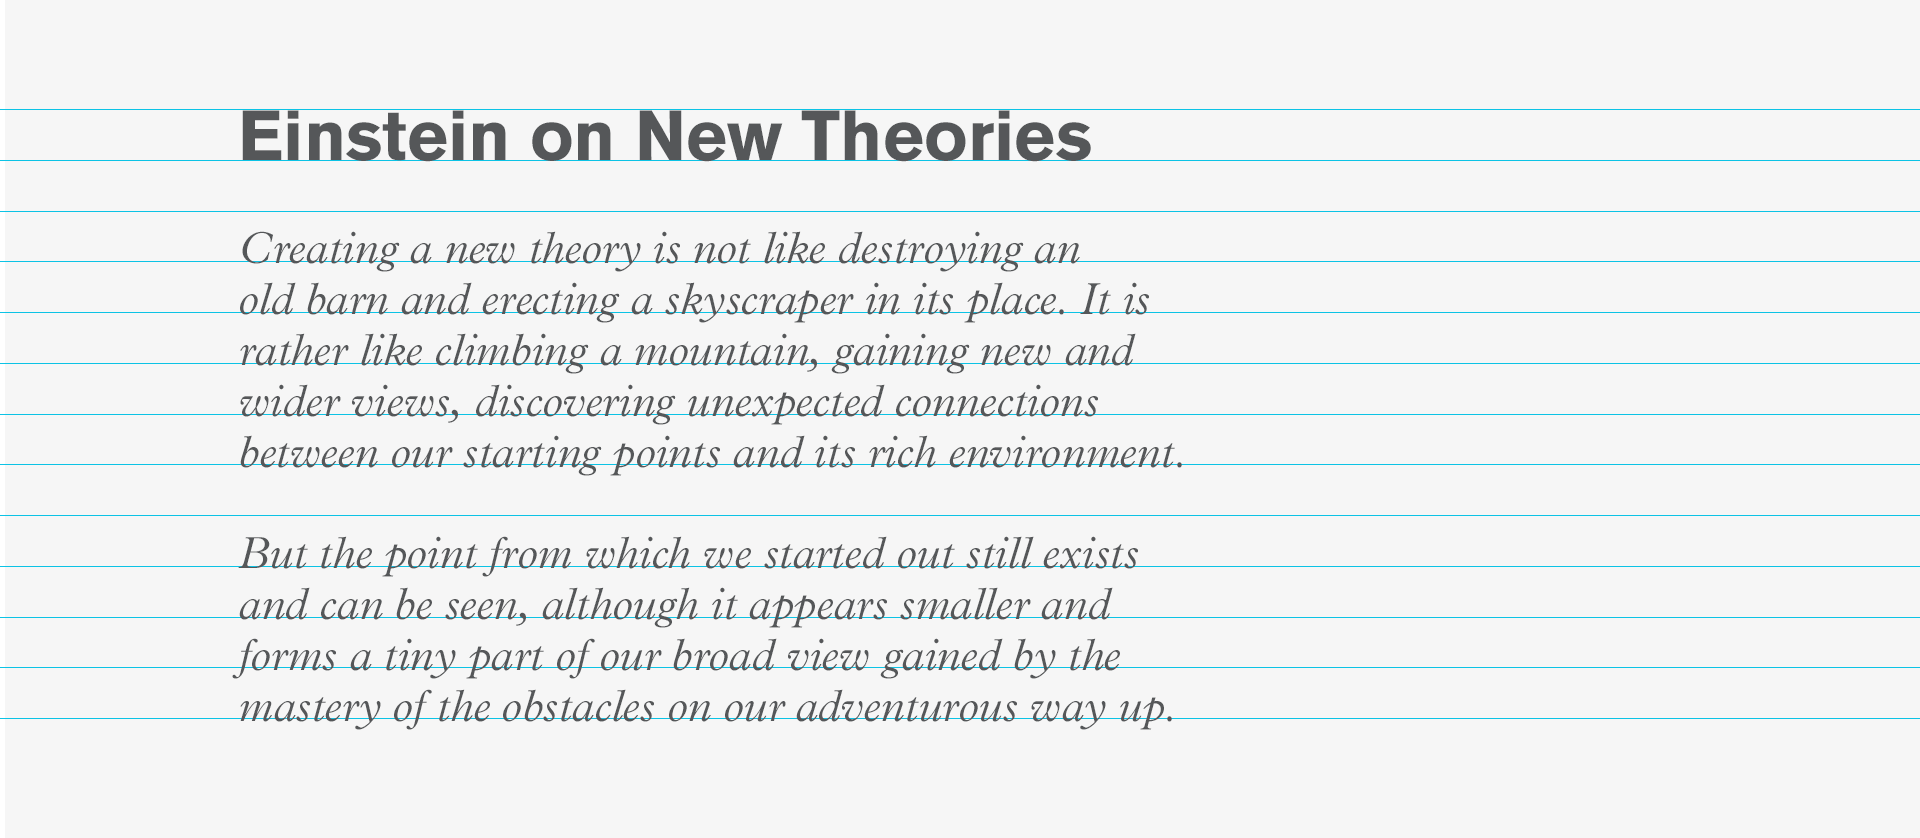 Einstein on New Theories
Creating a new theory is not like destroying an
old barn and erecting a skyscraper in its place. It is
rather like climbing a mountain, gaining new and
wider views, discovering unexpected connections
between our starting points and its rich environment.
But the point from which we started out still exists
and can be seen, although it appears smaller and
forms a tiny part of our broad view gained by the
mastery of the obstacles on our adventurous way up.